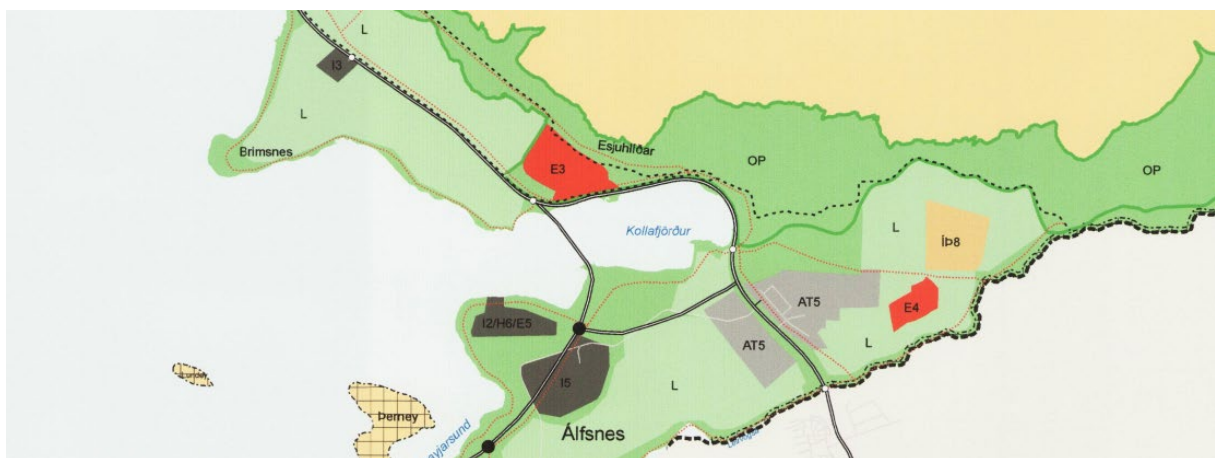 L
I3
L
Brimsnes
Esjuhlíðar
E3
OP
OP
Kollafjörður
L
ÍÞ8
I2/H6/E5
AT5
E4
AT5
L
I5
L
Þerney
Álfsnes